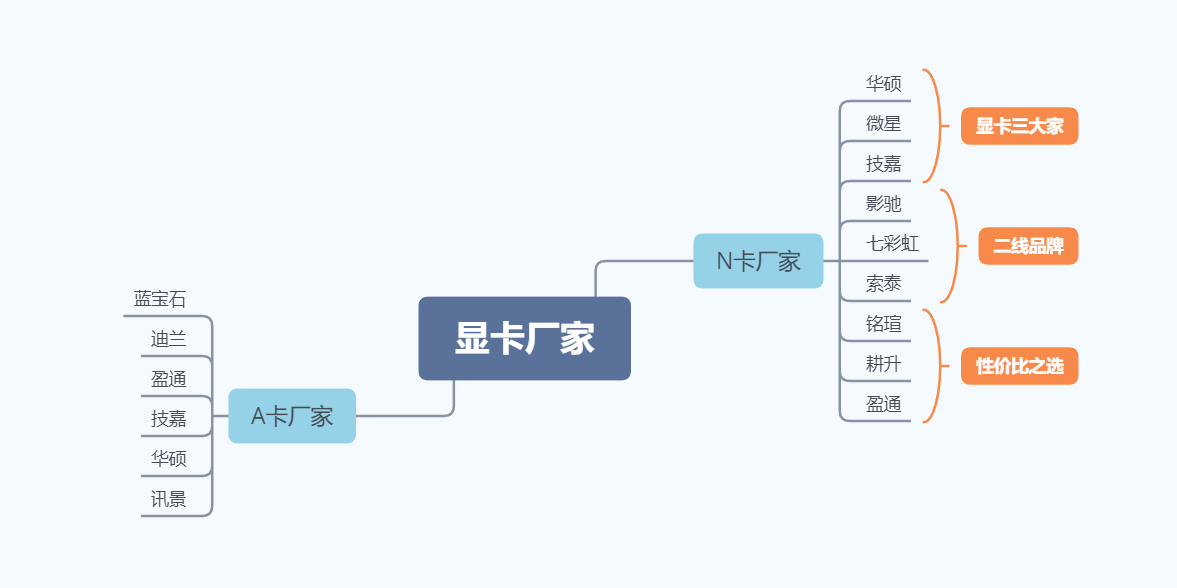 显卡厂家
N卡厂家
华硕
微星
技嘉
显卡三大家
影驰
七彩虹
索泰
二线品牌
铭瑄
耕升
盈通
性价比之选
A卡厂家
蓝宝石
迪兰
盈通
技嘉
华硕
讯景